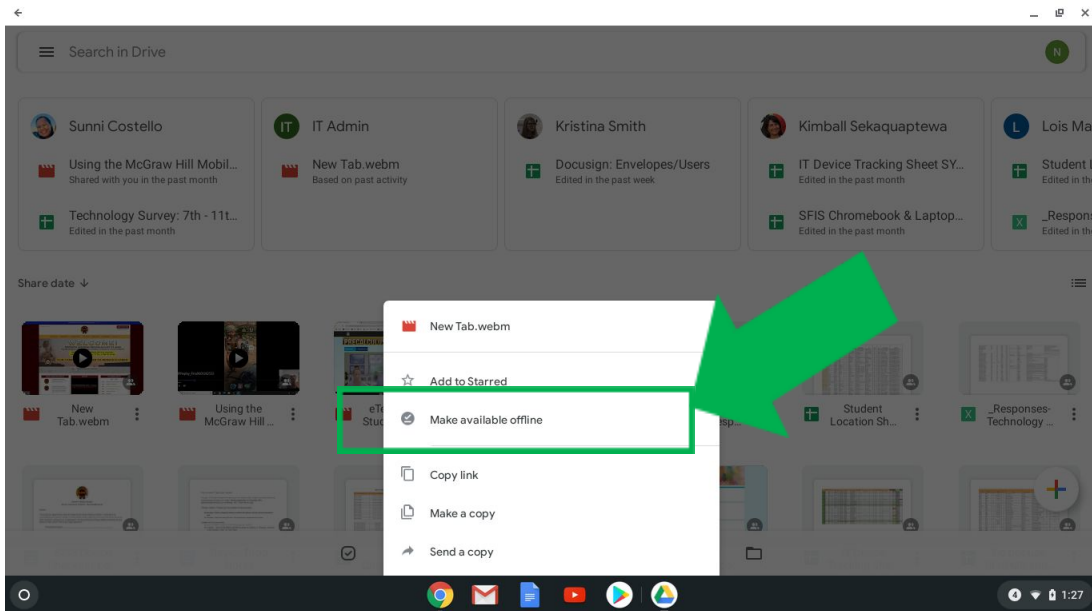 Search in Drive
N
Sunni Costello
Using the McGraw Hill Mobil...
Shared with you in the past month
Technology Survey: 7th - 11t...
Edited in the past month
IT
IT Admin
New Tab.webm
Based on past activity
Kristina Smith
Docusign: Envelopes/Users
Edited in the past week
Kimball Sekaquaptewa
IT Device Tracking Sheet SY...
Edited in the past month
SFIS Chromebook & Laptop...
Edited in the past month
L
Lois Ma
Student
Edited in th
_Respon
Edited in th
Share date
New Tab.webm
Add to Starred
Make available offline
Copy link
Make a copy
Send a copy
New
Tab.webm
Using the
McGraw Hill ...
eTe
Stud
Student
Location Sh...
_Responses-
Technology ...
4
1:27